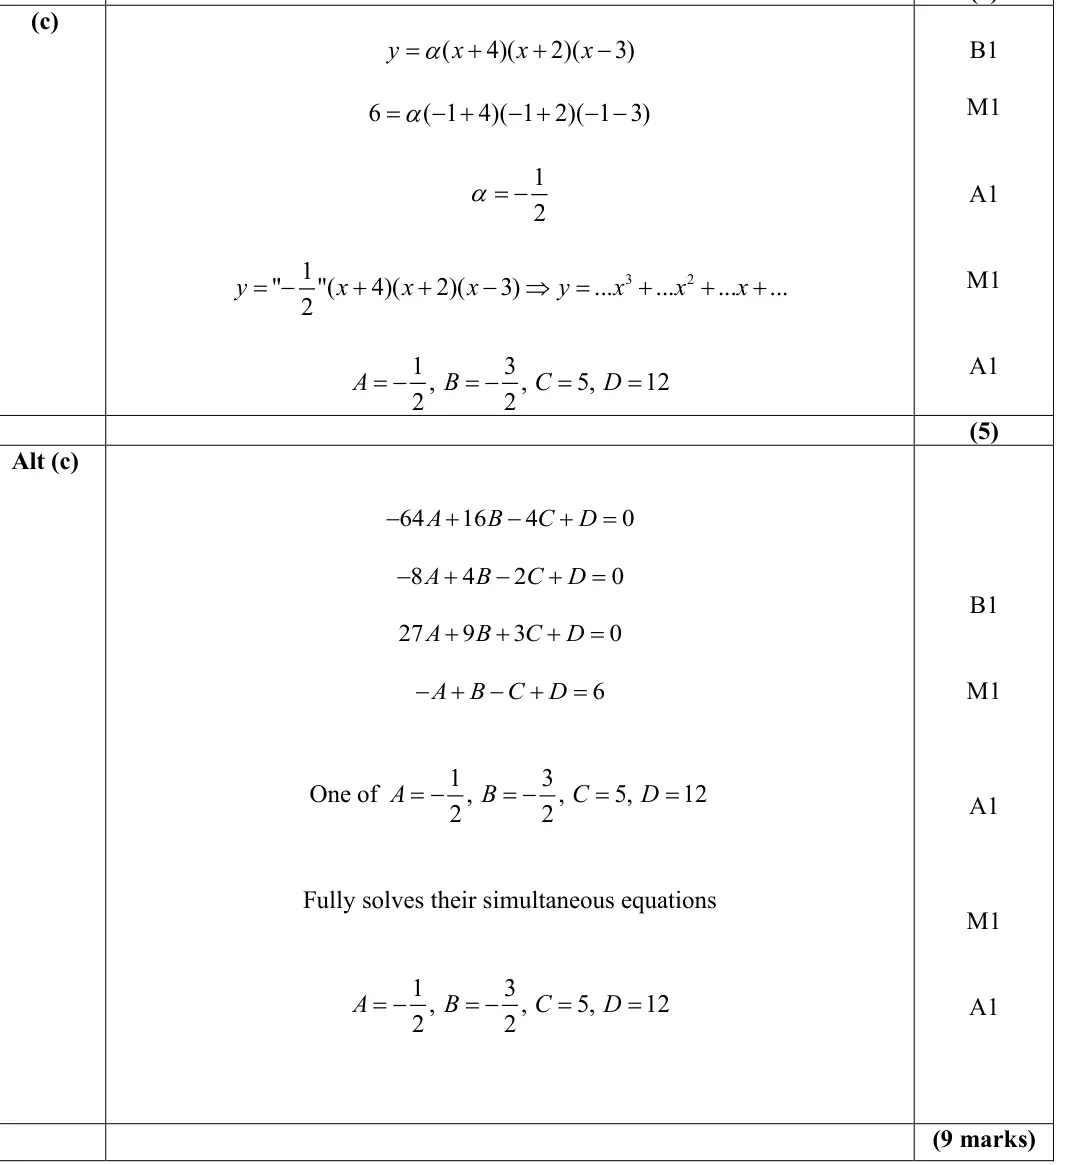 (c)
y = α(x + 4)(x + 2)(x − 3) B1
6 = α(−1 + 4)(−1 + 2)(−1 − 3) M1
α = −1/2 A1
y = "−1/2"(x + 4)(x + 2)(x − 3) ⇒ y = ...x³ + ...x² + ...x + ... M1
A = −1/2, B = −3/2, C = 5, D = 12 A1
(5)
Alt (c)
−64A + 16B − 4C + D = 0
−8A + 4B − 2C + D = 0
B1
27A + 9B + 3C + D = 0
−A + B − C + D = 6 M1
One of A = −1/2, B = −3/2, C = 5, D = 12 A1
Fully solves their simultaneous equations
M1
A = −1/2, B = −3/2, C = 5, D = 12 A1
(9 marks)